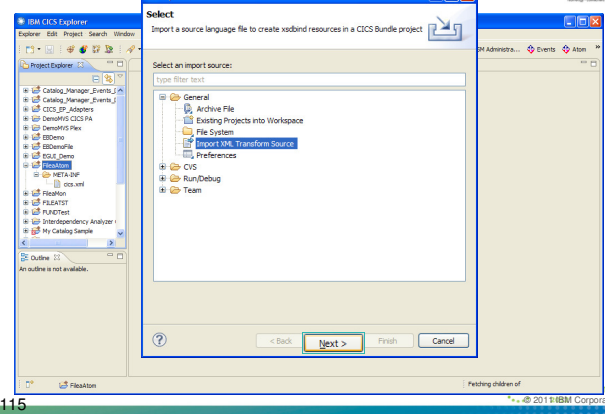 IBM CICS Explorer
Explorer Edit Project Search Window
Project Explorer
Catalog_Manager_Events_
Catalog_Manager_Events_
CICS_EP_Adapters
DemoMVS CICS PA
DemoMVS Plex
EBDemo
EBDemoFile
EGUI_Demo
FileaAtom
META-INF
cics.xml
FileaMon
FILEATST
FUNDTest
Interdependency Analyzer
My Catalog Sample
Outline
An outline is not available.
FileaAtom
Select
Import a source language file to create xsdbind resources in a CICS Bundle project
Select an import source:
type filter text
General
Archive File
Existing Projects into Workspace
File System
Import XML Transform Source
Preferences
CVS
Run/Debug
Team
< Back
Next >
Finish
Cancel
SM Administra...
Events
Atom
»
Fetching children of
115
© 2011 IBM Corpora